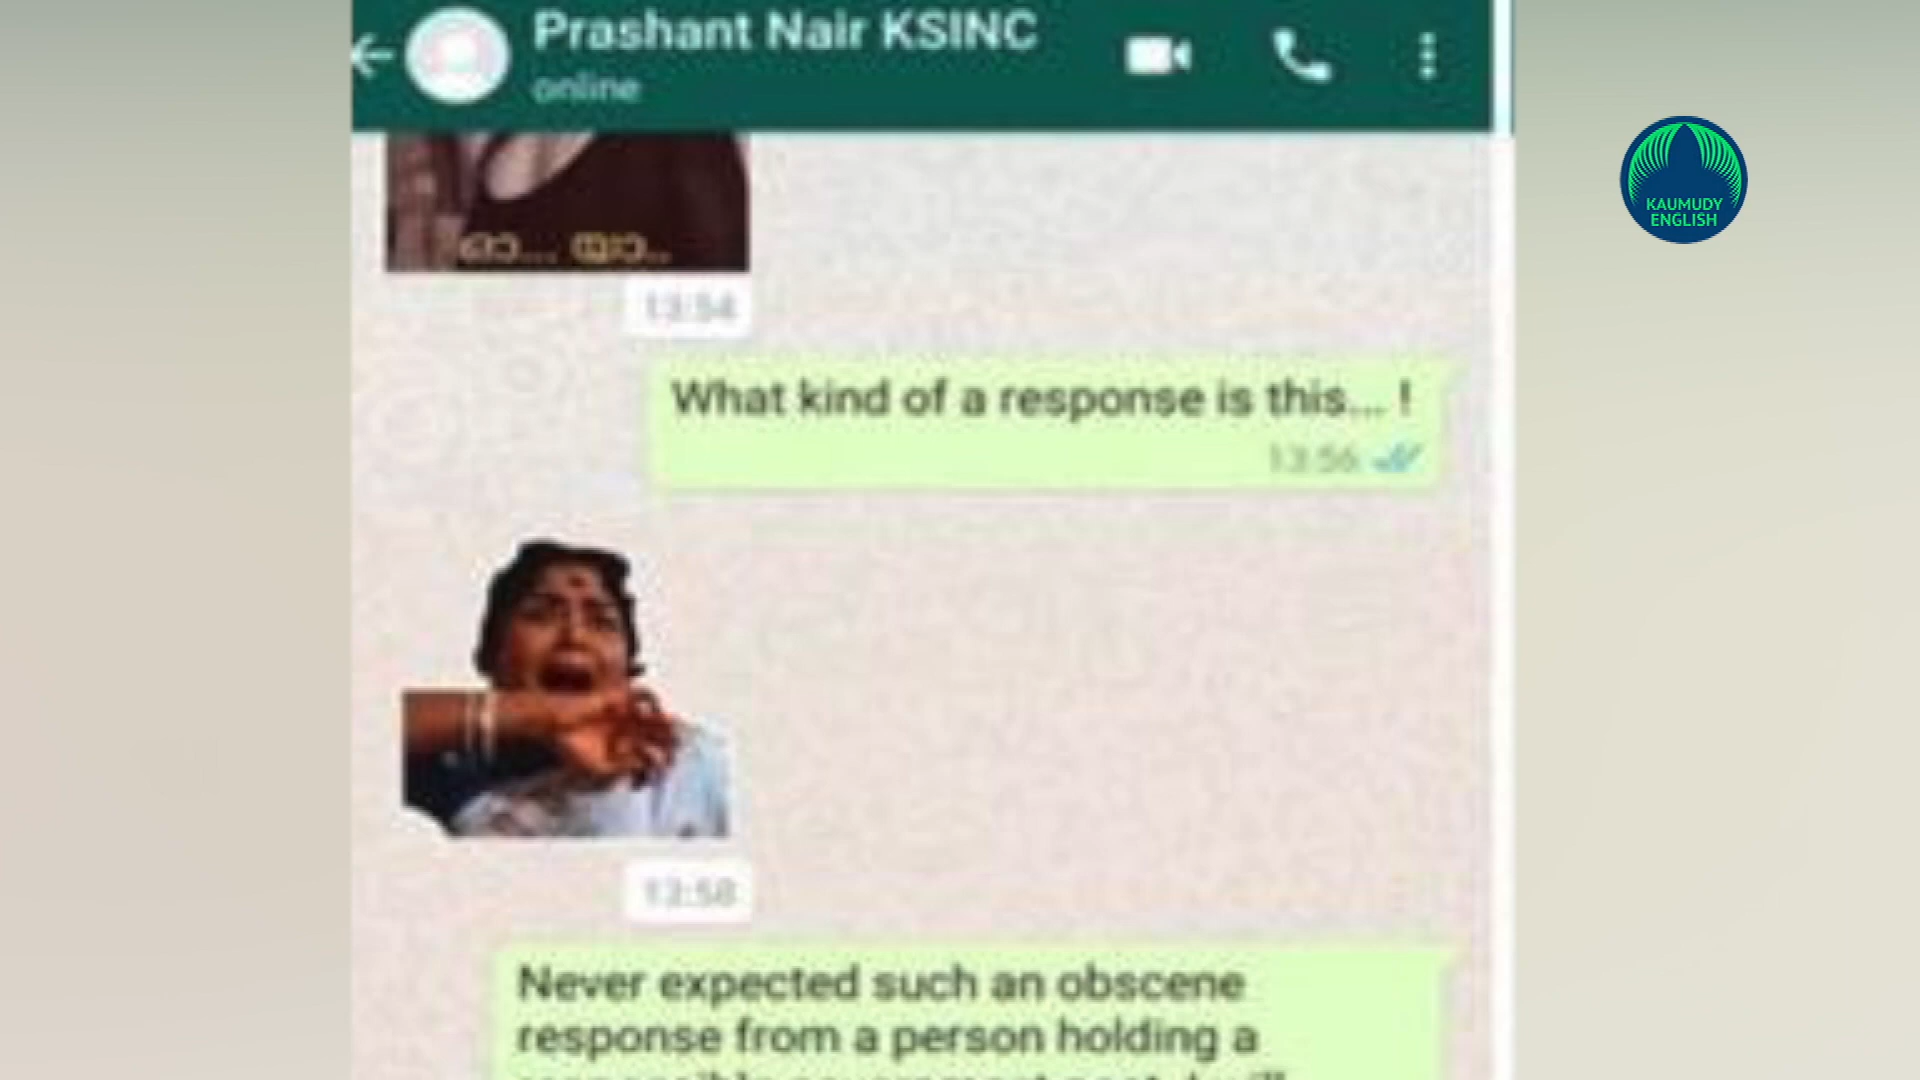 Prashant Nair KSINC
online
KAUMUDY
ENGLISH
13:54
What kind of a response is this... !
13:56
13:58
Never expected such an obscene
response from a person holding a